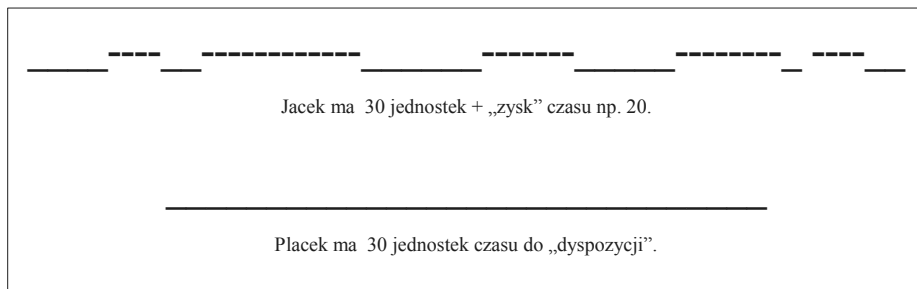 Jacek ma 30 jednostek + „zysk” czasu np. 20.
Placek ma 30 jednostek czasu do „dyspozycji”.